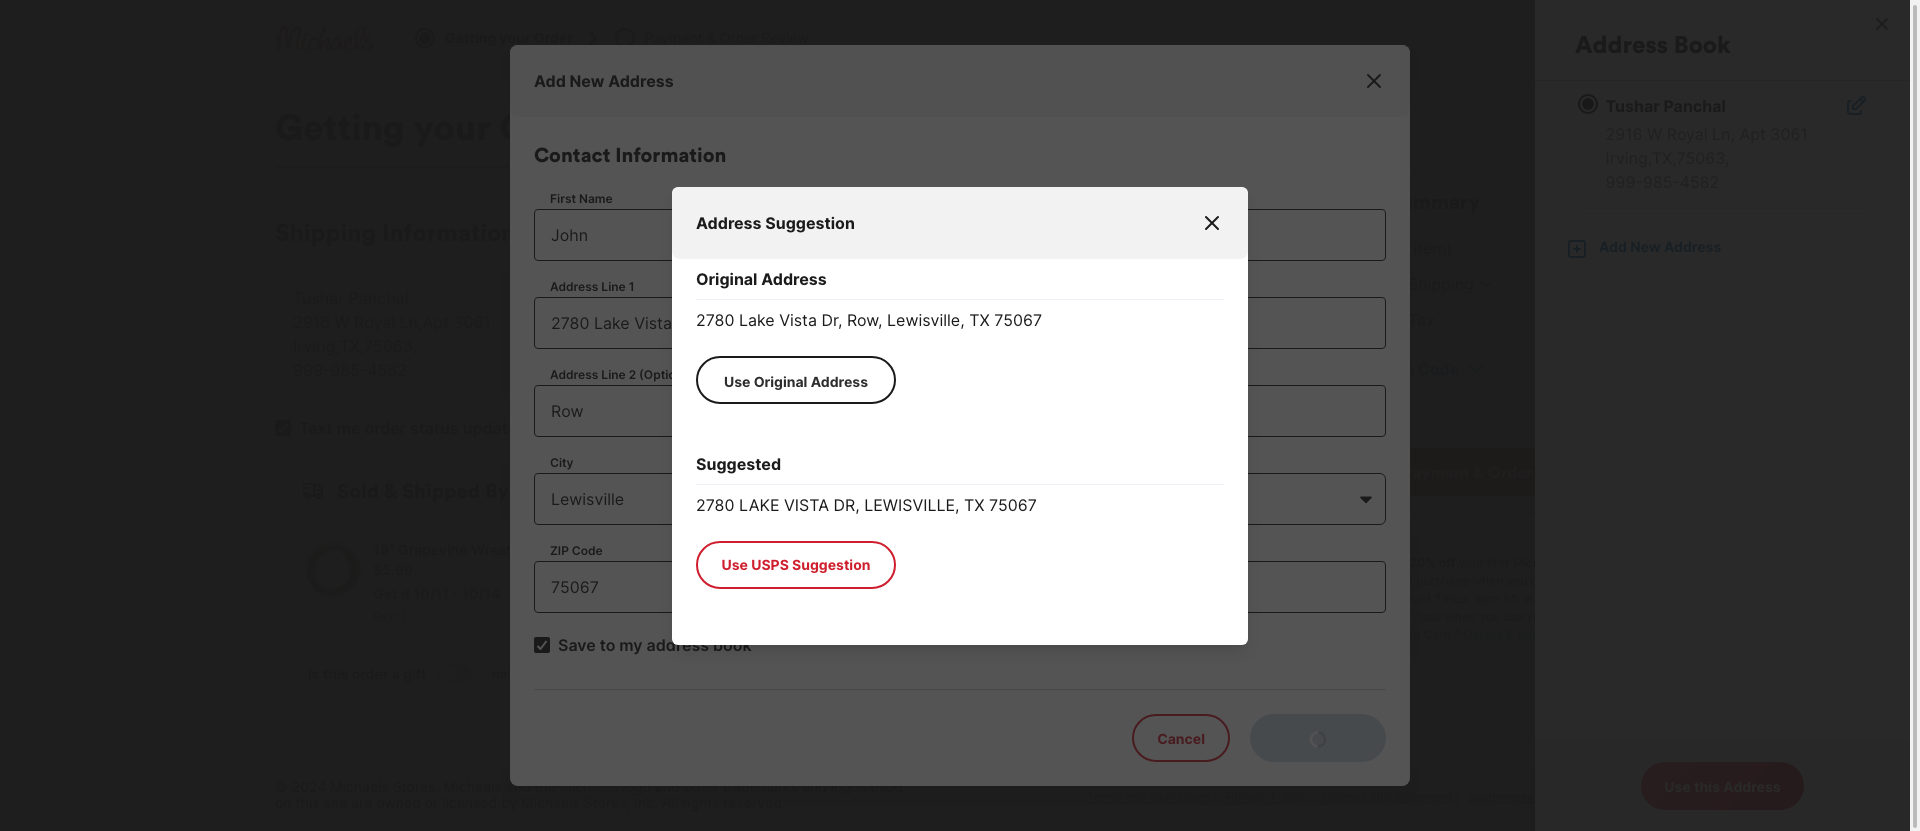 Michaels
Getting your Order
Getting your
Shipping Information
Tushar Panchal
2916 W Royal Ln, Apt 3061
Irving, TX, 75063
999-985-4562
Text me order status
Sold & Shipped By
Is this order a gift
Add New Address
Contact Information
First Name
John
Address Line 1
2780 Lake Vista
Address Line 2
Row
City
Lewisville
ZIP Code
75067
Save to my address book
Cancel
Address Suggestion
Original Address
2780 Lake Vista Dr, Row, Lewisville, TX 75067
Use Original Address
Suggested
2780 LAKE VISTA DR, LEWISVILLE, TX 75067
Use USPS Suggestion
Address Book
Tushar Panchal
2916 W Royal Ln, Apt 3061
Irving,TX,75063,
999-985-4562
Add New Address
Use this Address